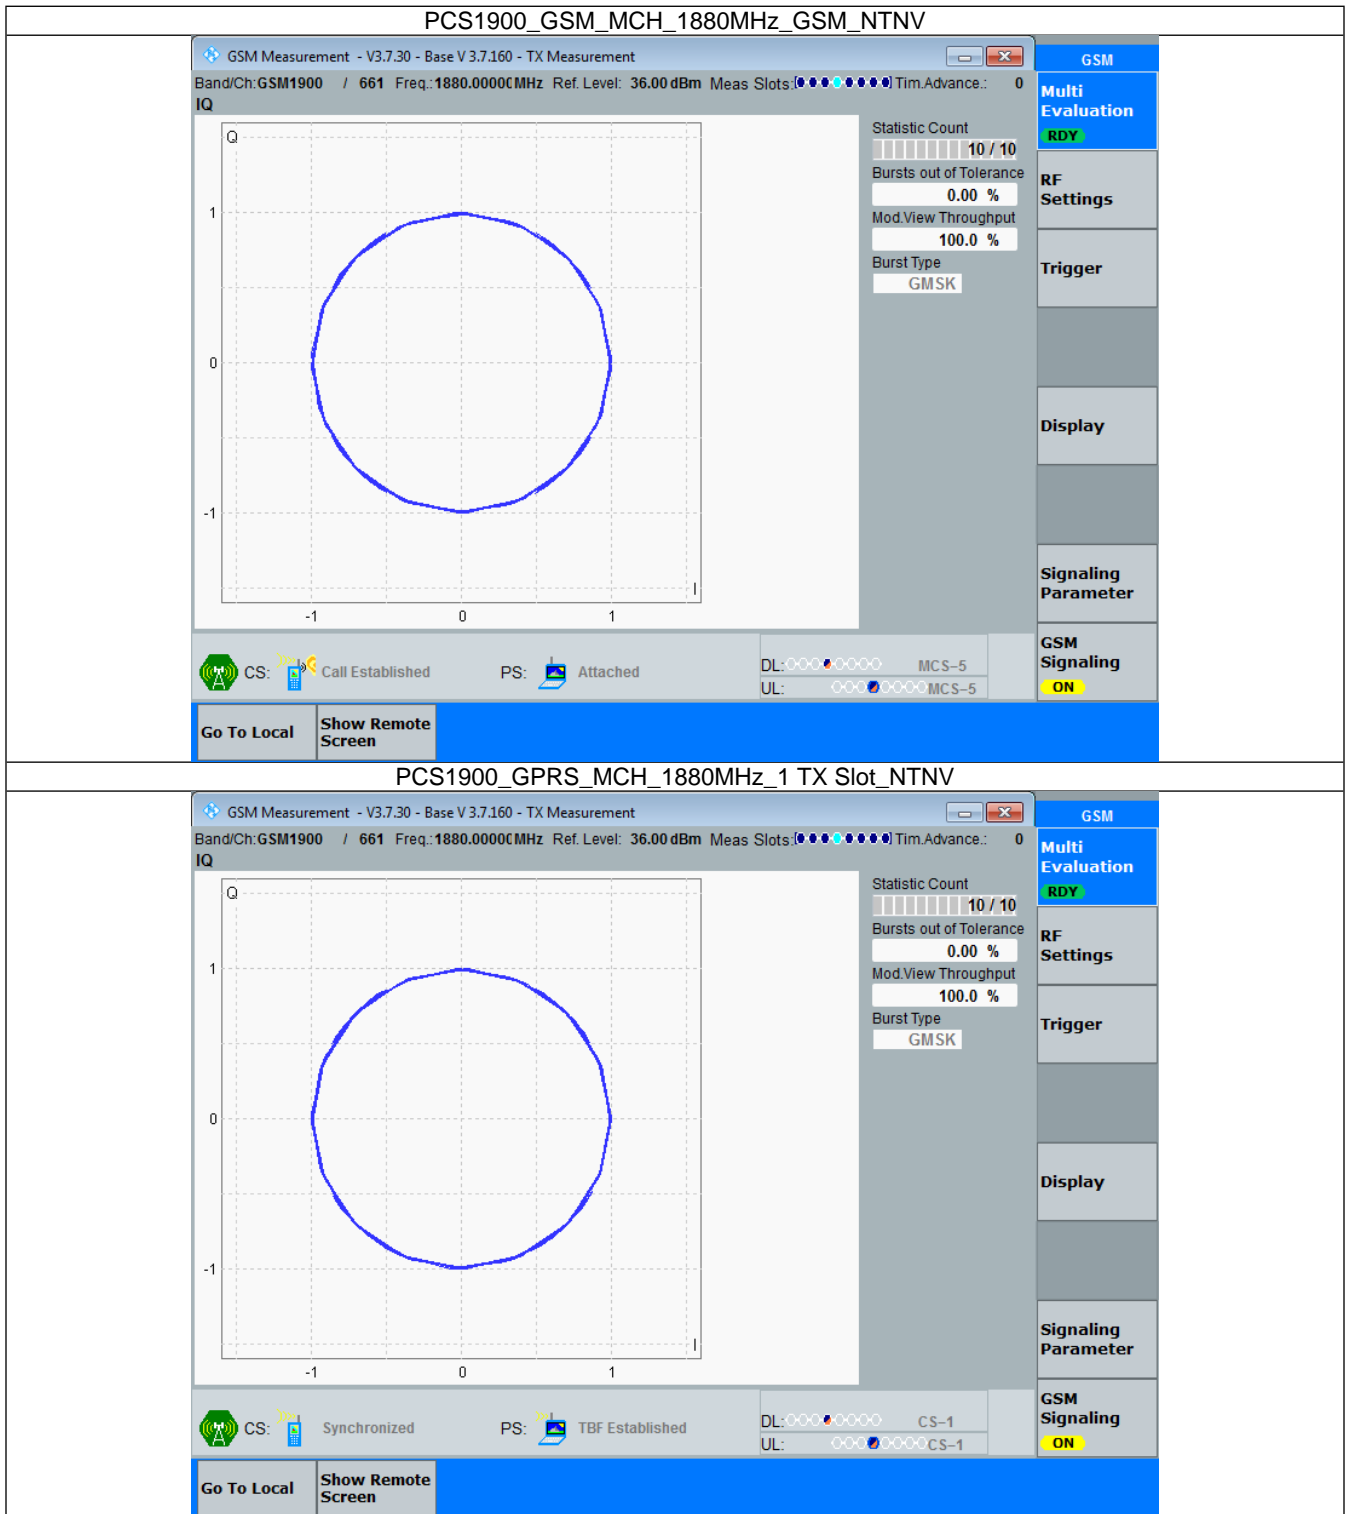 PCS1900_GSM_MCH_1880MHz_GSM_NTNV
GSM Measurement - V3.7.30 - Base V 3.7.160 - TX Measurement
GSM
Band/Ch: GSM1900 / 661 Freq.: 1880.00000 MHz Ref. Level: 36.00 dBm Meas Slots: Tim.Advance.: 0
IQ
Multi
Evaluation
RDY
Q
Statistic Count
10 / 10
Bursts out of Tolerance
0.00 %
Mod.View Throughput
100.0 %
Burst Type
GMSK
RF
Settings
Trigger
Display
Signaling
Parameter
GSM
Signaling
ON
1
0
-1
I
-1 0 1
CS: Call Established PS: Attached
DL: MCS-5
UL: MCS-5
Go To Local
Show Remote
Screen
PCS1900_GPRS_MCH_1880MHz_1 TX Slot_NTNV
GSM Measurement - V3.7.30 - Base V 3.7.160 - TX Measurement
GSM
Band/Ch: GSM1900 / 661 Freq.: 1880.00000 MHz Ref. Level: 36.00 dBm Meas Slots: Tim.Advance.: 0
IQ
Multi
Evaluation
RDY
Q
Statistic Count
10 / 10
Bursts out of Tolerance
0.00 %
Mod.View Throughput
100.0 %
Burst Type
GMSK
RF
Settings
Trigger
Display
Signaling
Parameter
GSM
Signaling
ON
1
0
-1
I
-1 0 1
CS: Synchronized PS: TBF Established
DL: CS-1
UL: CS-1
Go To Local
Show Remote
Screen